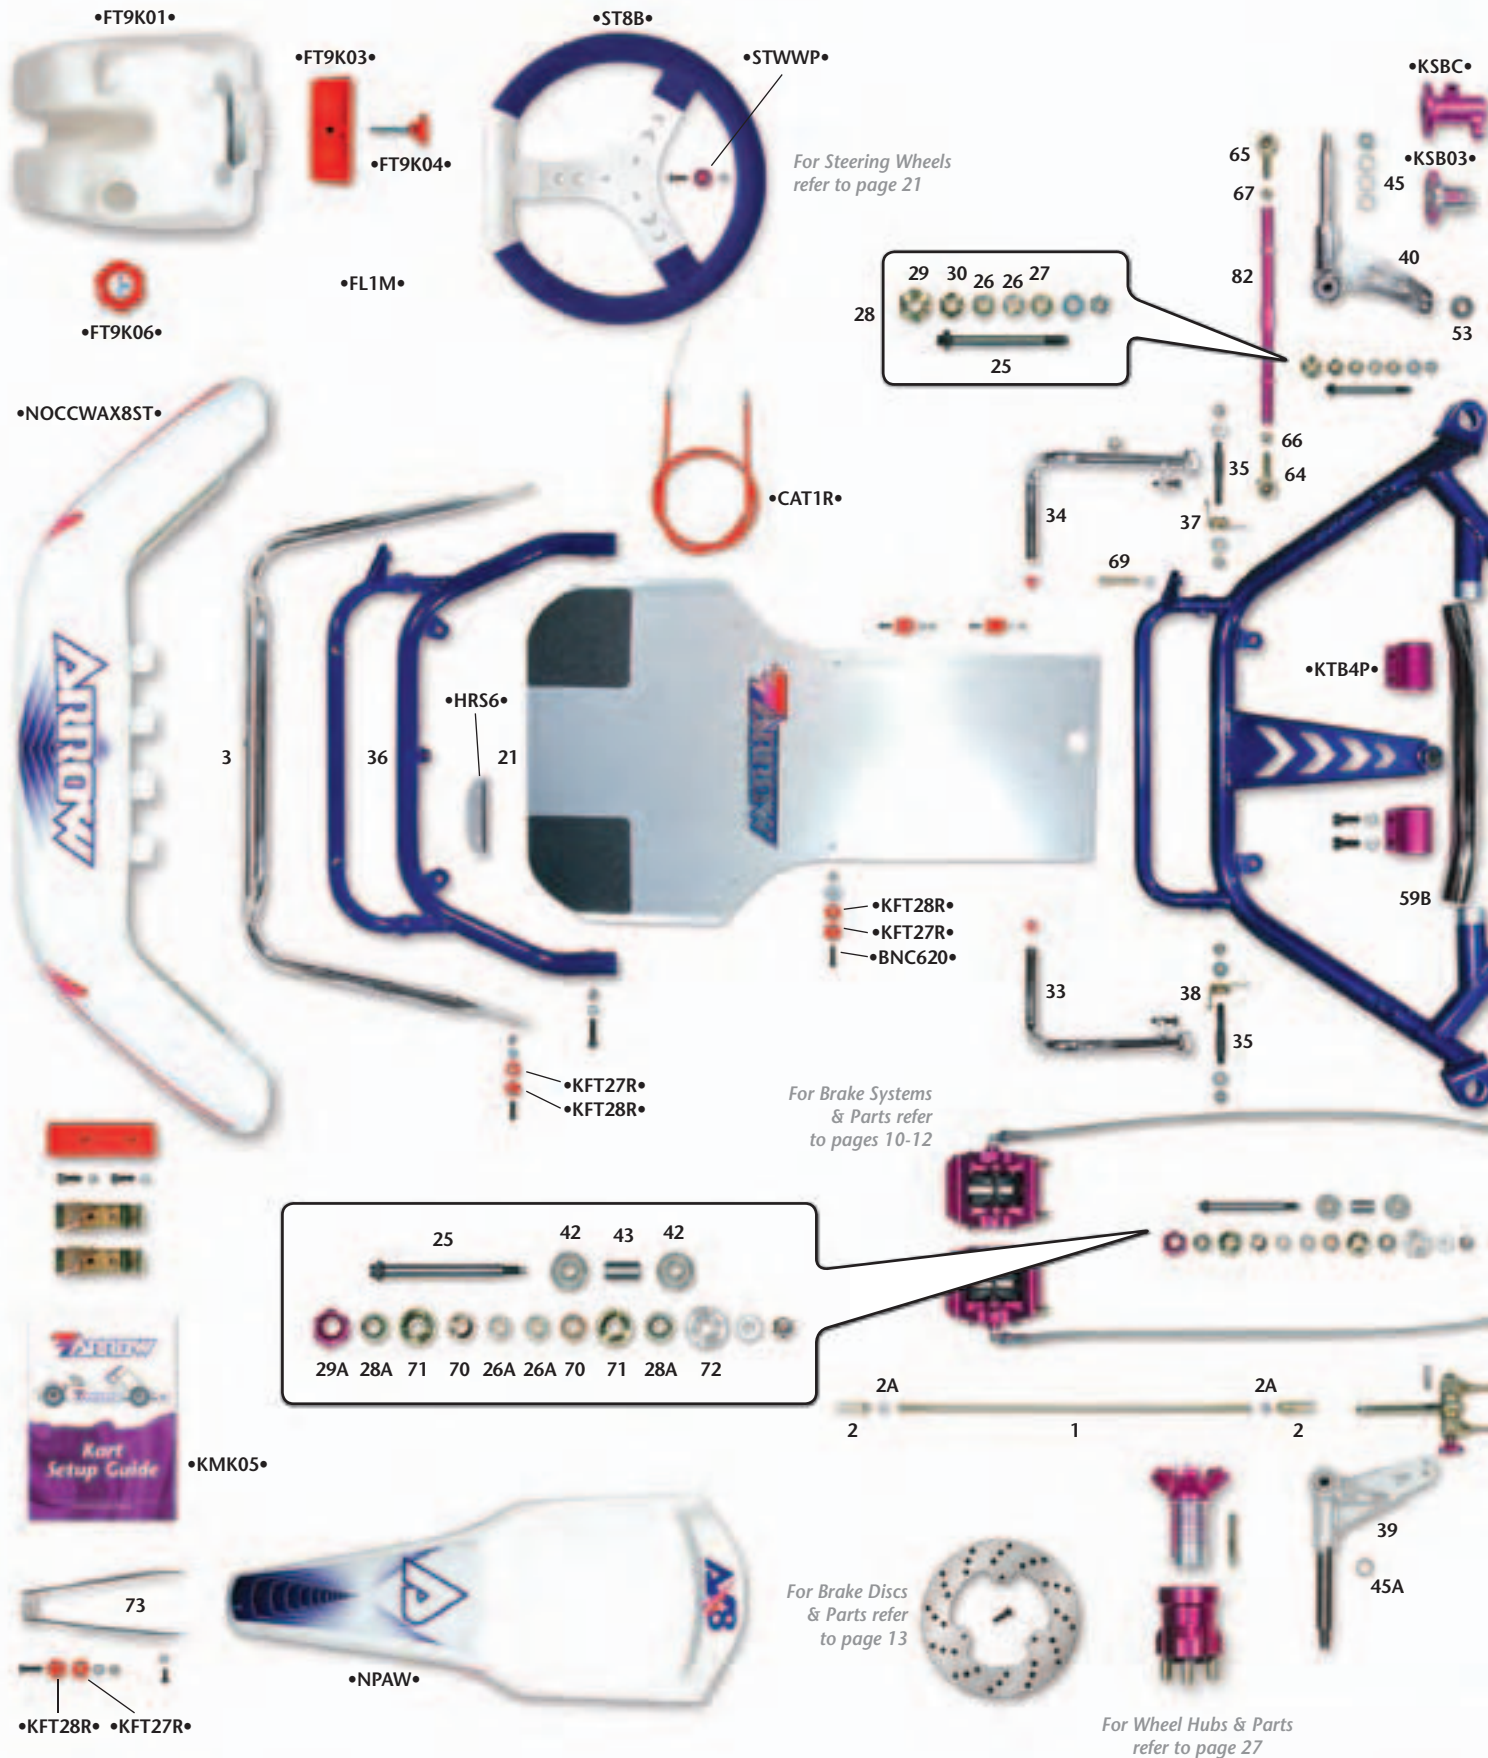 •FT9K01•
•ST8B•
•FT9K03•
•STWWP•
•KSBC•
•FT9K04•
For Steering Wheels
refer to page 21
65
•KSB03•
45
67
•FL1M•
•FT9K06•
29 30 26 26 27
28
25
82
40
53
•NOCCWAX8ST•
66
35
64
•CAT1R•
34
37
69
ARROW
ARROW
•HRS6•
3
36
21
•KTB4P•
59B
•KFT28R•
•KFT27R•
•BNC620•
33
38
35
•KFT27R•
•KFT28R•
For Brake Systems
& Parts refer
to pages 10-12
25 42 43 42
29A 28A 71 70 26A 26A 70 71 28A 72
2A 2A
2 1 2
ARROW
Kart
Setup Guide
•KMK05•
39
45A
73
AX8
For Brake Discs
& Parts refer
to page 13
•NPAW•
•KFT28R• •KFT27R•
For Wheel Hubs & Parts
refer to page 27